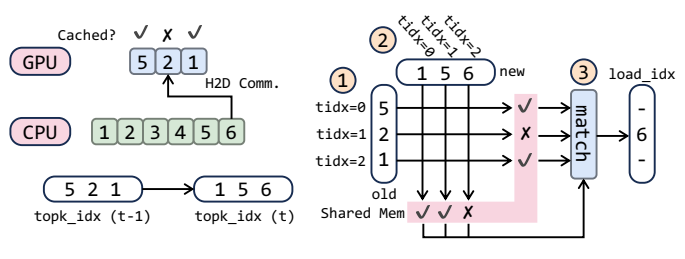 Cached? ✓ ✗ ✓
GPU 5 2 1
H2D Comm.
CPU 1 2 3 4 5 6
5 2 1 1 5 6
topk_idx (t-1) topk_idx (t)
2 tidx=0 tidx=1 tidx=2
1 5 6 new
1 3 load_idx
tidx=0 5 ✓ -
tidx=1 2 ✗ match 6
tidx=2 1 ✓ -
old
Shared Mem ✓ ✓ ✗